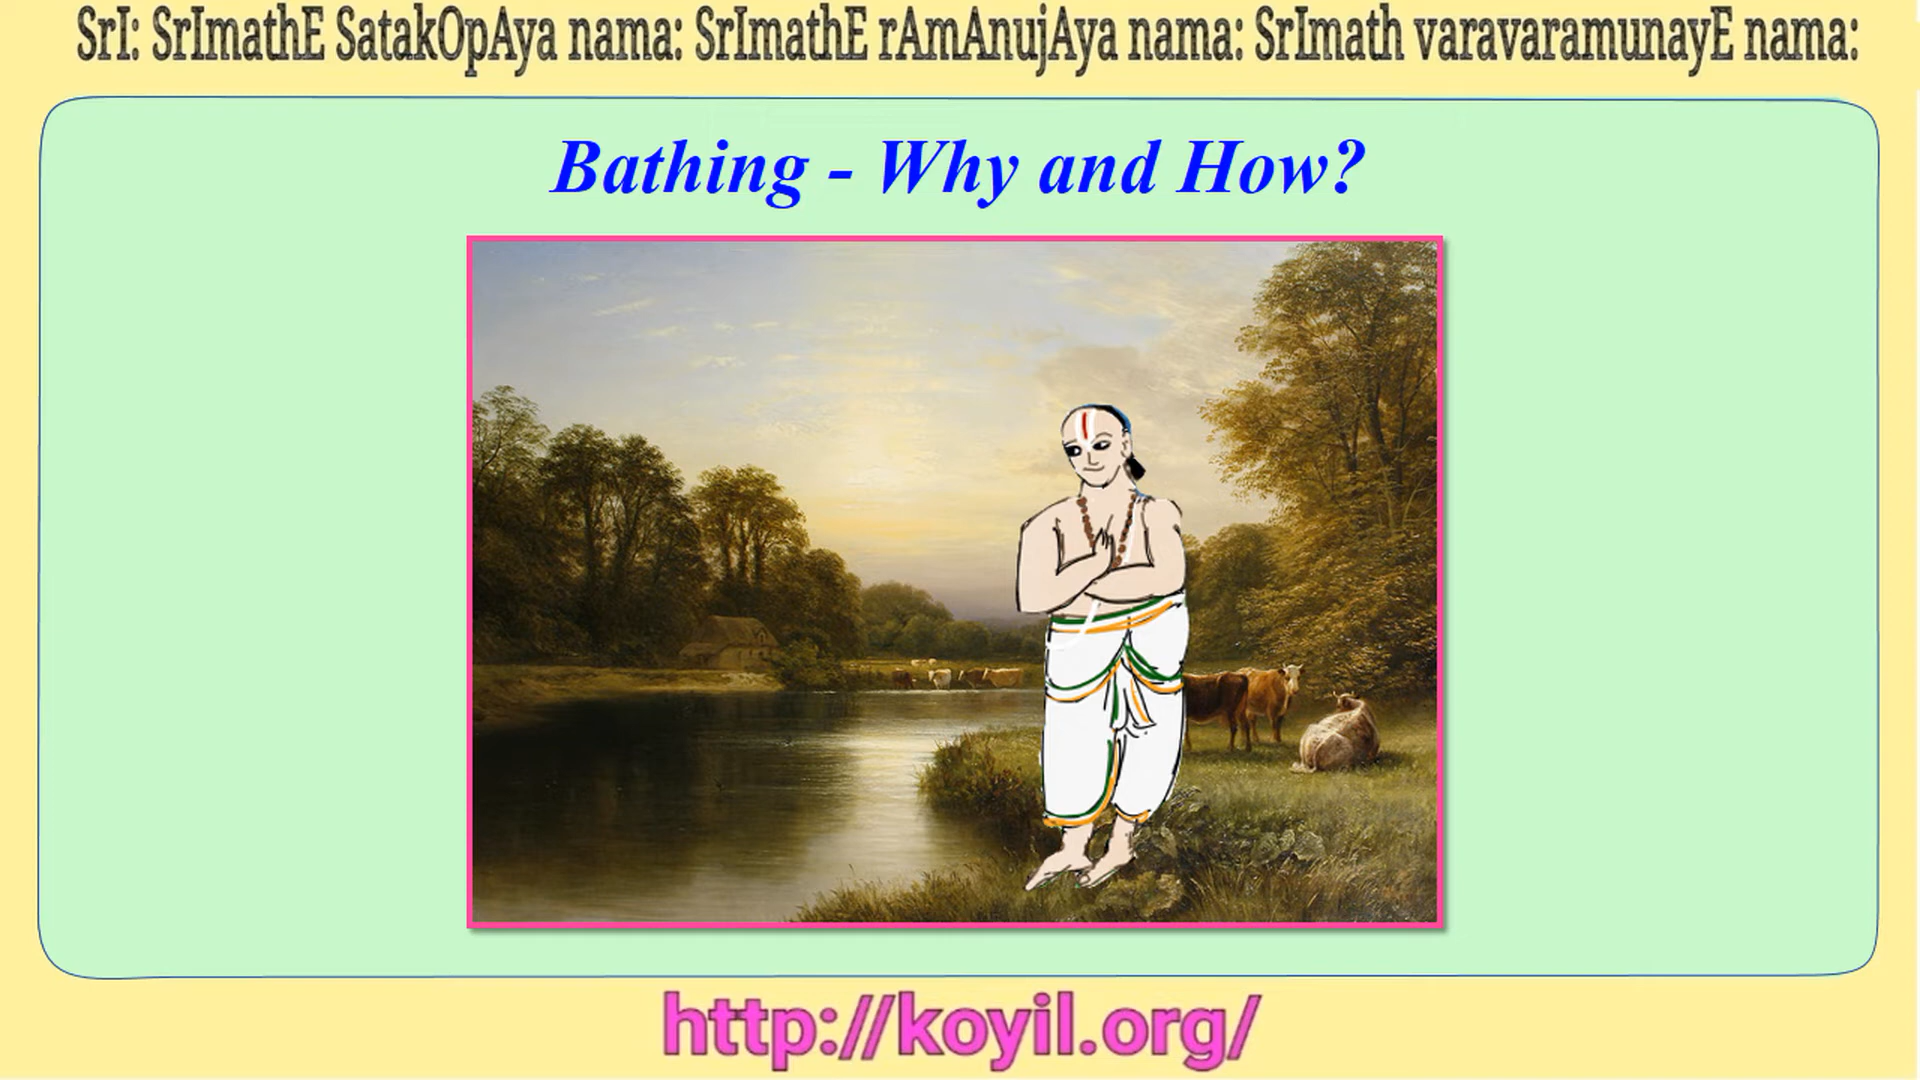 SrI: SrImathE SatakOpAya nama: SrImathE rAmAnujAya nama: SrImath varavaramunayE nama:
Bathing - Why and How?
http://koyil.org/